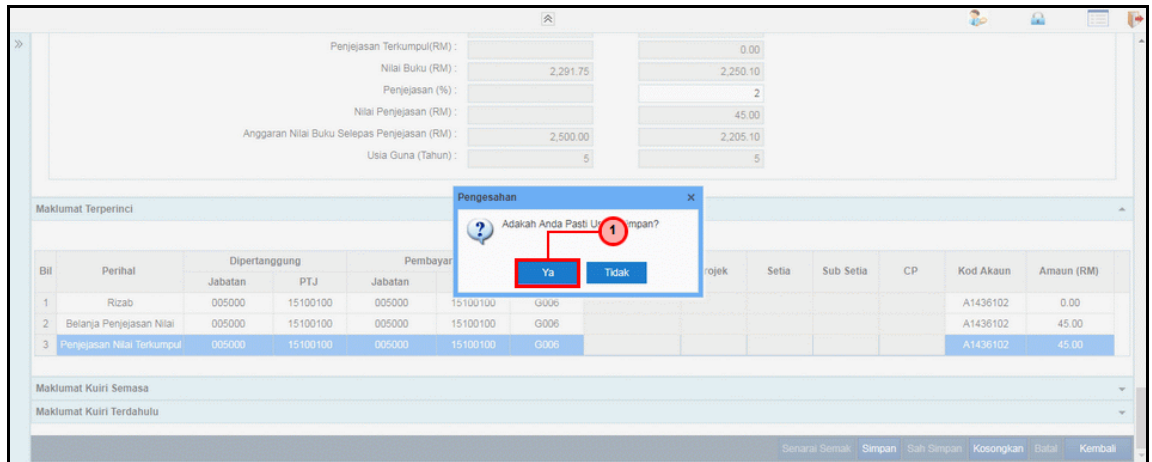 Penjejasan Terkumpul(RM) : 0.00
Nilai Buku (RM) : 2,291.75 2,250.10
Penjejasan (%) : 2
Nilai Penjejasan (RM) : 45.00
Anggaran Nilai Buku Selepas Penjejasan (RM) : 2,500.00 2,205.10
Usia Guna (Tahun) : 5 5
Pengesahan x
Adakah Anda Pasti impan?
1
Ya Tidak
Maklumat Terperinci
Bil Perihal Dipertanggung Pembayar rojek Setia Sub Setia CP Kod Akaun Amaun (RM)
Jabatan PTJ Jabatan
1 Rizab 005000 15100100 005000 15100100 G006 A1436102 0.00
2 Belanja Penjejasan Nilai 005000 15100100 005000 15100100 G006 A1436102 45.00
3 Penjejasan Nilai Terkumpul 005000 15100100 005000 15100100 G006 A1436102 45.00
Maklumat Kuiri Semasa
Maklumat Kuiri Terdahulu
Senarai Semak Simpan Sah Simpan Kosongkan Batal Kembali